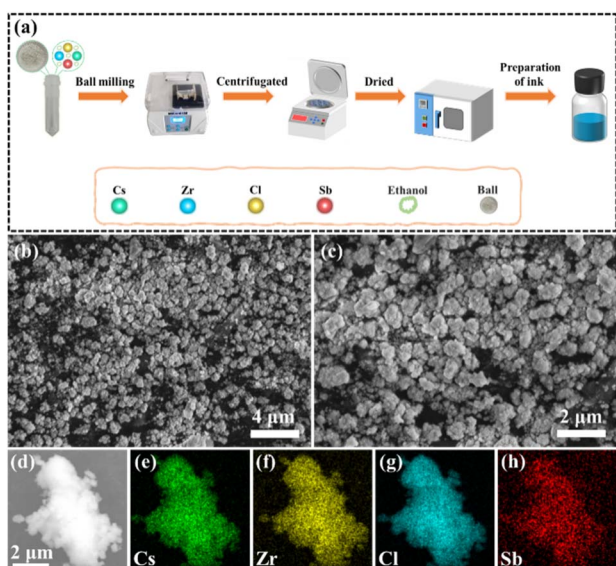 (a)
Ball milling
Centrifugated
Dried
Preparation
of ink
Cs
Zr
Cl
Sb
Ethanol
Ball
(b)
4 μm
(c)
2 μm
(d)
2 μm
(e)
Cs
(f)
Zr
(g)
Cl
(h)
Sb